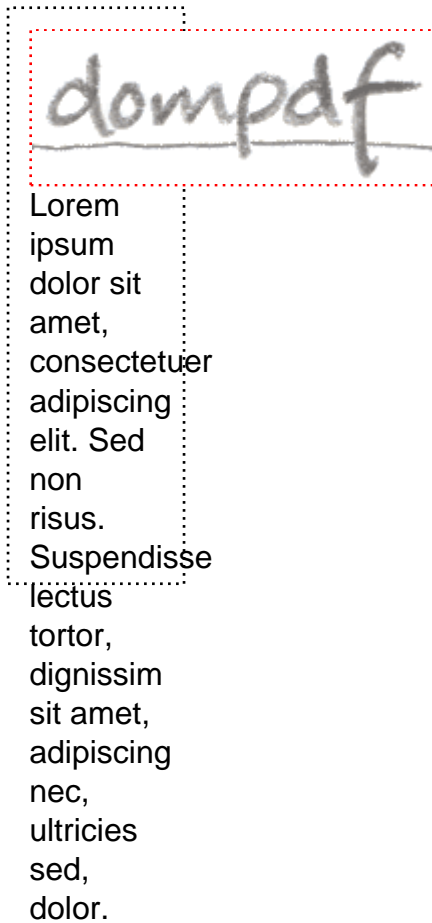 dompdf
Lorem
ipsum
dolor sit
amet,
consectetuer
adipiscing
elit. Sed
non
risus.
Suspendisse
lectus
tortor,
dignissim
sit amet,
adipiscing
nec,
ultricies
sed,
dolor.